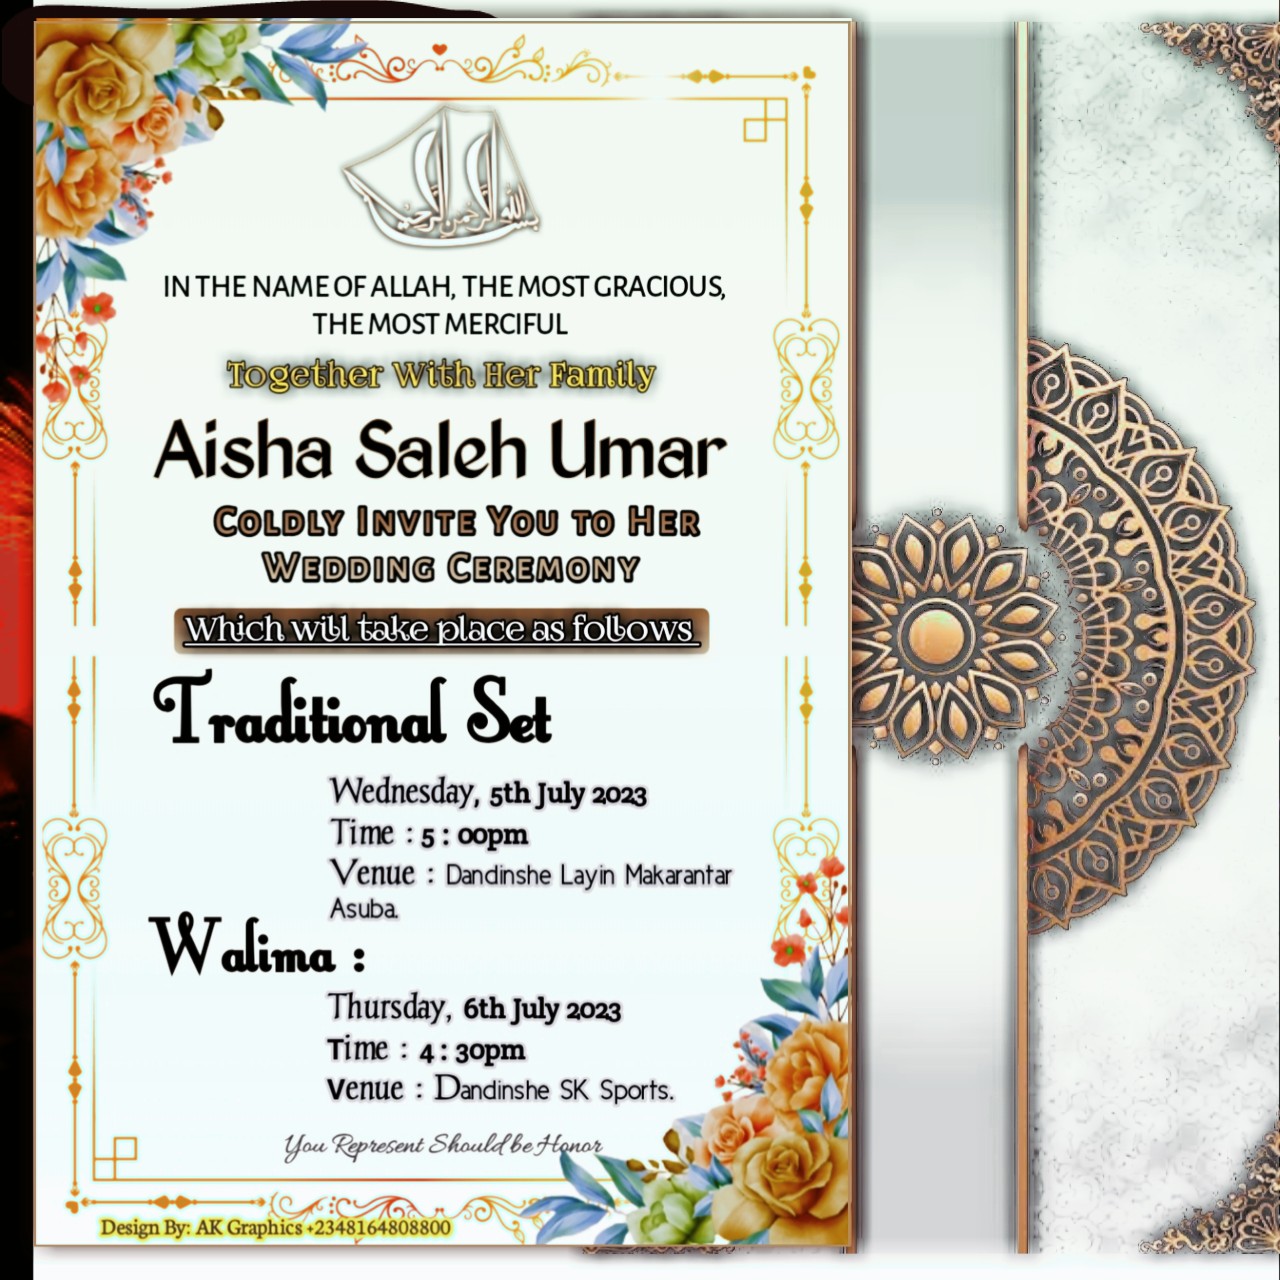 بسم الله الرحمن الرحيم
IN THE NAME OF ALLAH, THE MOST GRACIOUS,
THE MOST MERCIFUL
Together With Her Family
Aisha Saleh Umar
Coldly Invite You to Her
Wedding Ceremony
Which will take place as follows
Traditional Set
Wednesday, 5th July 2023
Time : 5 : 00pm
Venue : Dandinshe Layin Makarantar
Asuba.
Walima :
Thursday, 6th July 2023
Time : 4 : 30pm
Venue : Dandinshe SK Sports.
You Represent Should be Honor
Design By: AK Graphics +2348164808800